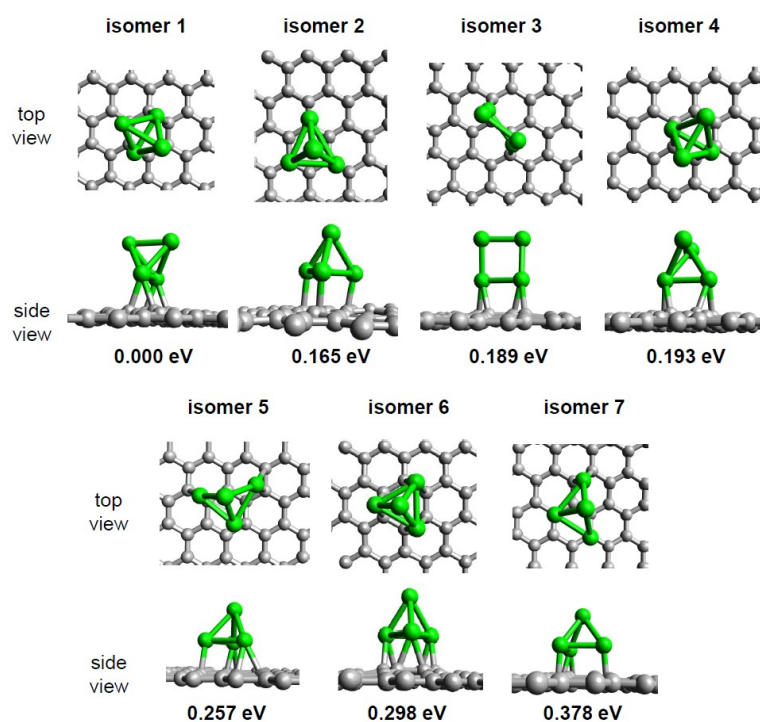 isomer 1 isomer 2 isomer 3 isomer 4
top
view
side
view
0.000 eV 0.165 eV 0.189 eV 0.193 eV
isomer 5 isomer 6 isomer 7
top
view
side
view
0.257 eV 0.298 eV 0.378 eV